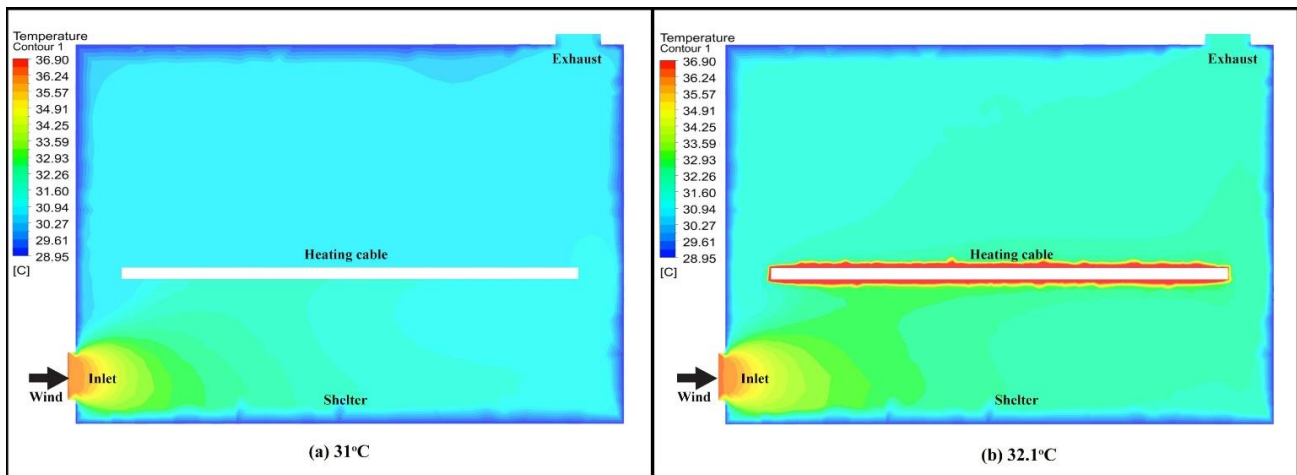 Temperature
Contour 1
36.90
36.24
35.57
34.91
34.25
33.59
32.93
32.26
31.60
30.94
30.27
29.61
28.95
[C]
Exhaust
Heating cable
Inlet
Wind
Shelter
(a) 31°C
Temperature
Contour 1
36.90
36.24
35.57
34.91
34.25
33.59
32.93
32.26
31.60
30.94
30.27
29.61
28.95
[C]
Exhaust
Heating cable
Inlet
Wind
Shelter
(b) 32.1°C